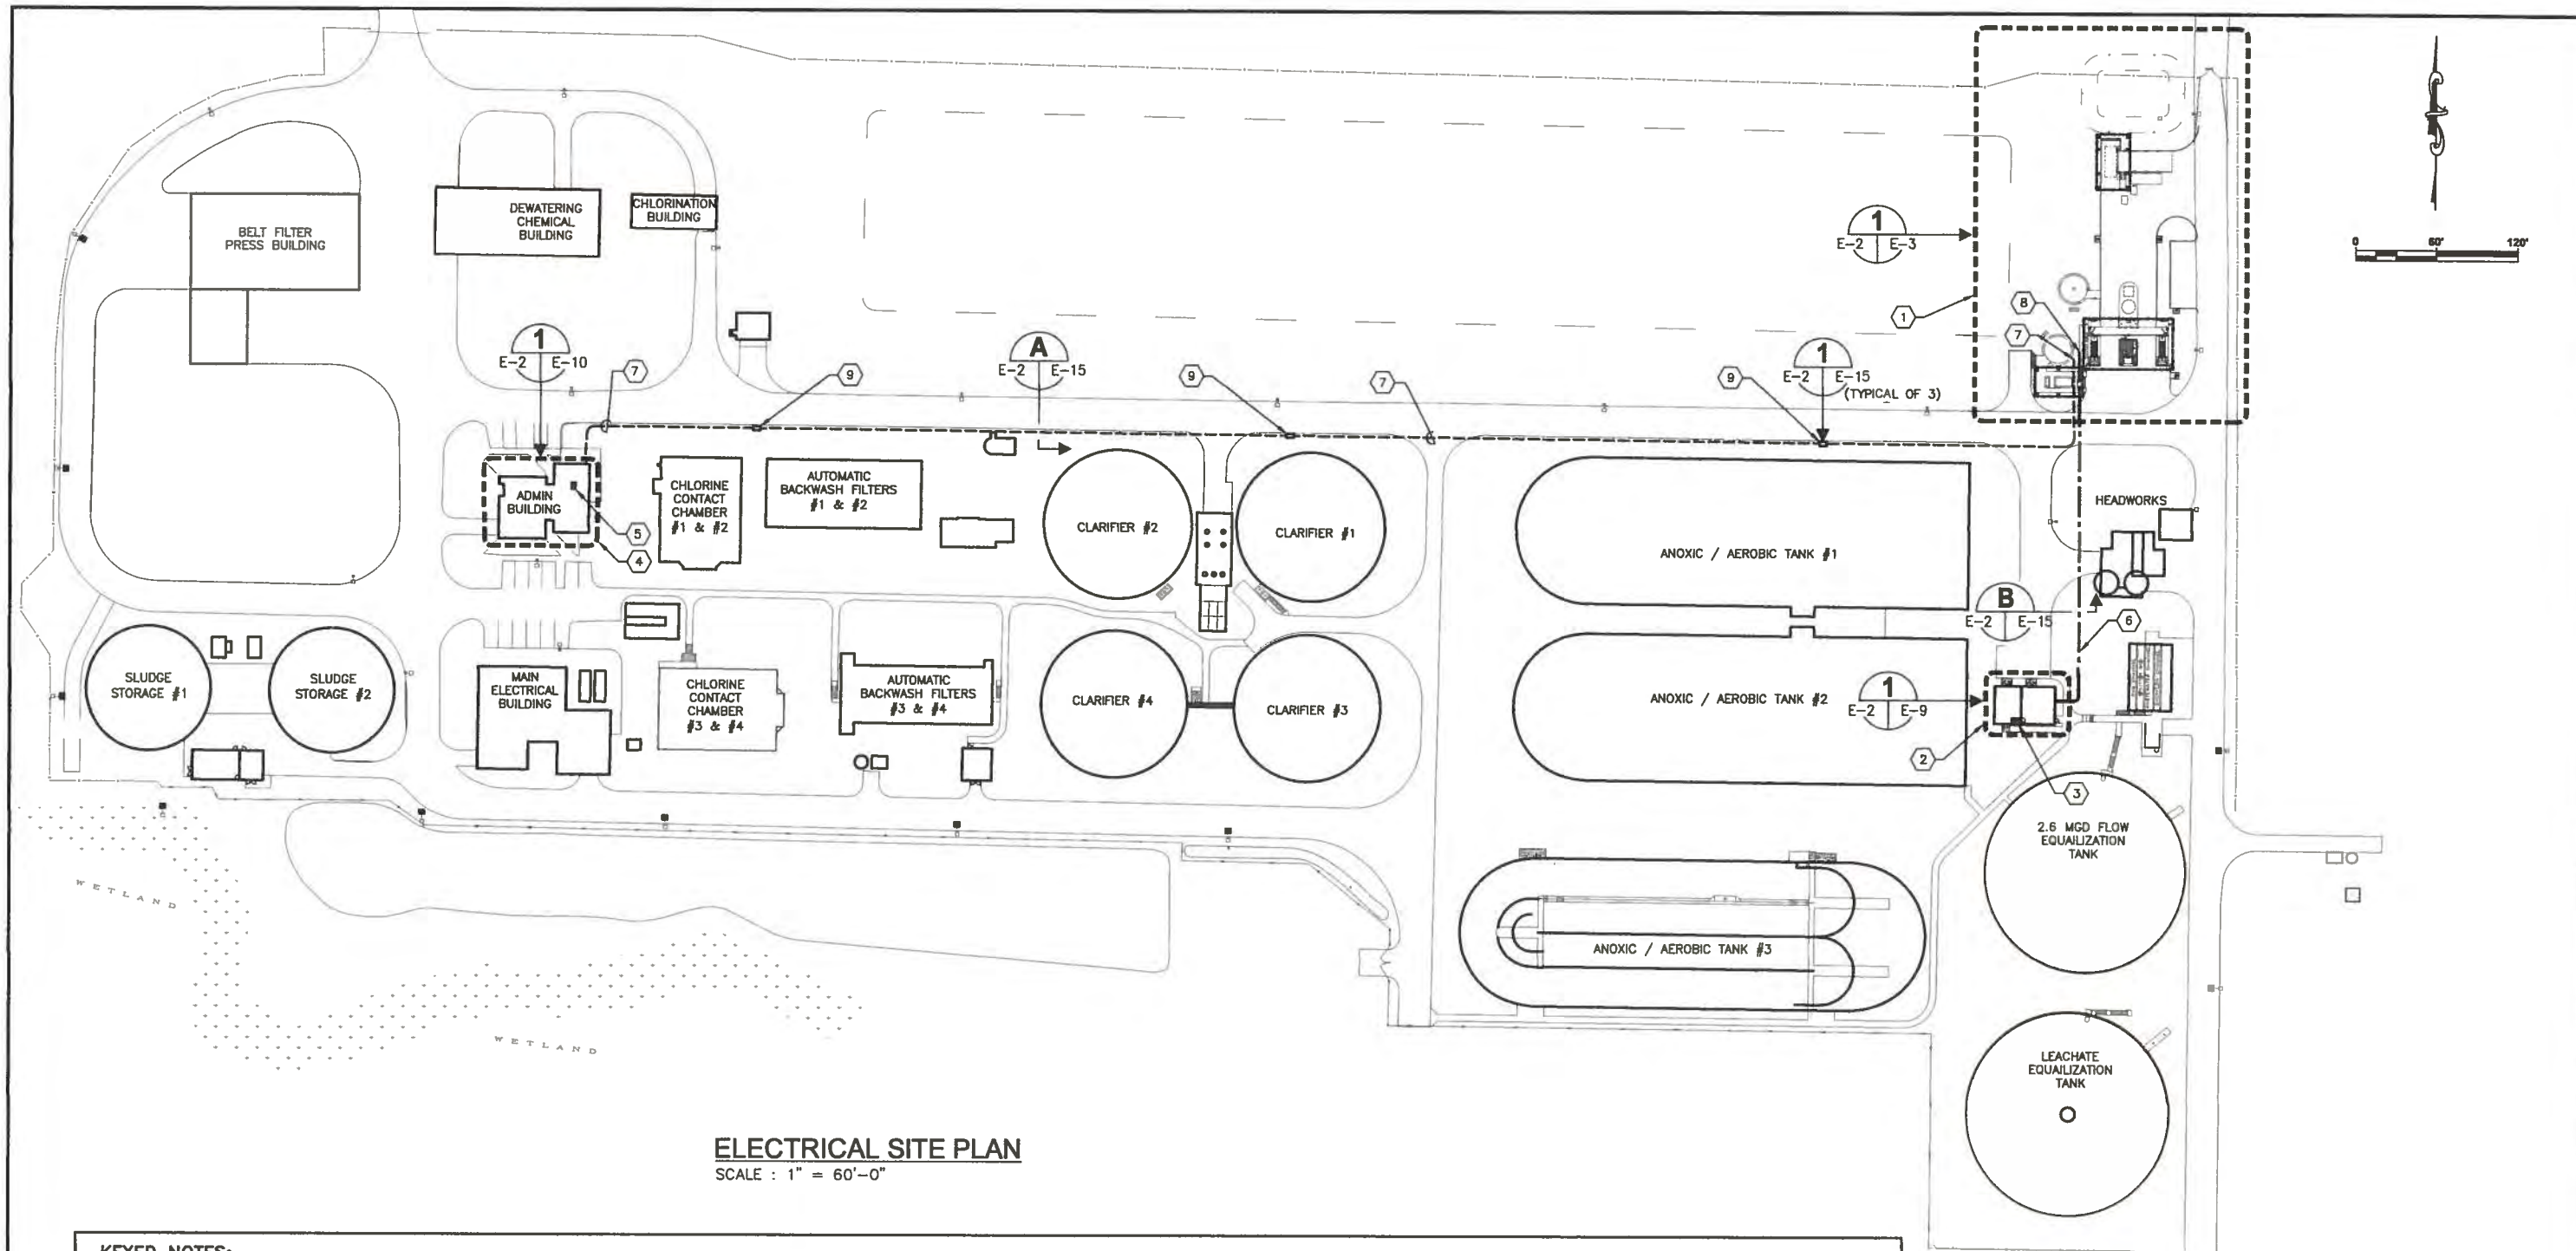 BELT FILTER
PRESS BUILDING
DEWATERING
CHEMICAL
BUILDING
CHLORINATION
BUILDING
0 60' 120'
1
E-2 E-3
1
8
7
1
E-2 E-10
7
9
A
E-2 E-15
9
7
9
1
E-2 E-15
(TYPICAL OF 3)
ADMIN
BUILDING
5
4
CHLORINE
CONTACT
CHAMBER
#1 & #2
AUTOMATIC
BACKWASH FILTERS
#1 & #2
CLARIFIER #2
CLARIFIER #1
ANOXIC / AEROBIC TANK #1
HEADWORKS
B
E-2 E-15
6
SLUDGE
STORAGE #1
SLUDGE
STORAGE #2
MAIN
ELECTRICAL
BUILDING
CHLORINE
CONTACT
CHAMBER
#3 & #4
AUTOMATIC
BACKWASH FILTERS
#3 & #4
CLARIFIER #4
CLARIFIER #3
ANOXIC / AEROBIC TANK #2
1
E-2 E-9
2
3
2.6 MGD FLOW
EQUAILIZATION
TANK
WETLAND
ANOXIC / AEROBIC TANK #3
WETLAND
LEACHATE
EQUAILIZATION
TANK
ELECTRICAL SITE PLAN
SCALE : 1" = 60'-0"
KEYED NOTES: